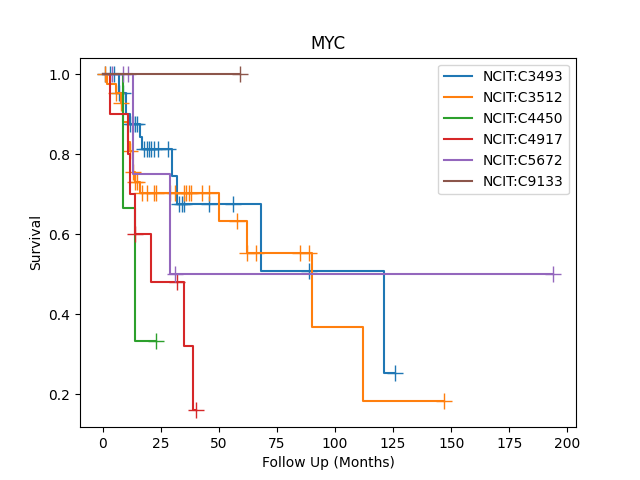 MYC
Survival
1.0
0.8
0.6
0.4
0.2
NCIT:C3493
NCIT:C3512
NCIT:C4450
NCIT:C4917
NCIT:C5672
NCIT:C9133
0 25 50 75 100 125 150 175 200
Follow Up (Months)